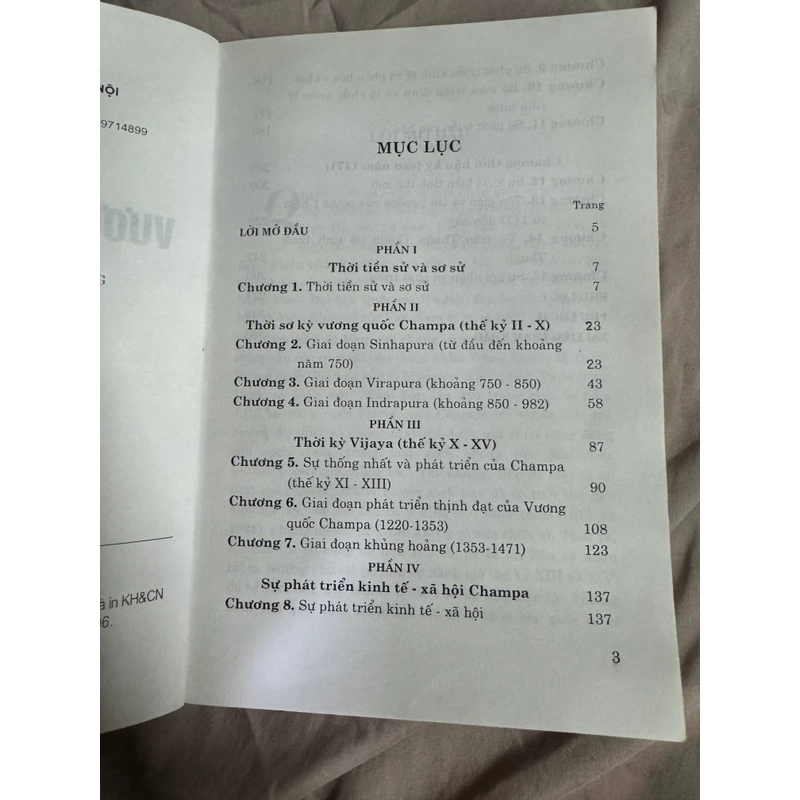 NỘI
9714899
VƯƠ
G
à in KH&CN
06.
MỤC LỤC
Trang
LỜI MỞ ĐẦU 5
PHẦN I
Thời tiền sử và sơ sử 7
Chương 1. Thời tiền sử và sơ sử 7
PHẦN II
Thời sơ kỳ vương quốc Champa (thế kỷ II - X) 23
Chương 2. Giai đoạn Sinhapura (từ đầu đến khoảng
năm 750) 23
Chương 3. Giai đoạn Virapura (khoảng 750 - 850) 43
Chương 4. Giai đoạn Indrapura (khoảng 850 - 982) 58
PHẦN III
Thời kỳ Vijaya (thế kỷ X - XV) 87
Chương 5. Sự thống nhất và phát triển của Champa
(thế kỷ XI - XIII) 90
Chương 6. Giai đoạn phát triển thịnh đạt của Vương
quốc Champa (1220-1353) 108
Chương 7. Giai đoạn khủng hoảng (1353-1471) 123
PHẦN IV
Sự phát triển kinh tế - xã hội Champa 137
Chương 8. Sự phát triển kinh tế - xã hội 137
3